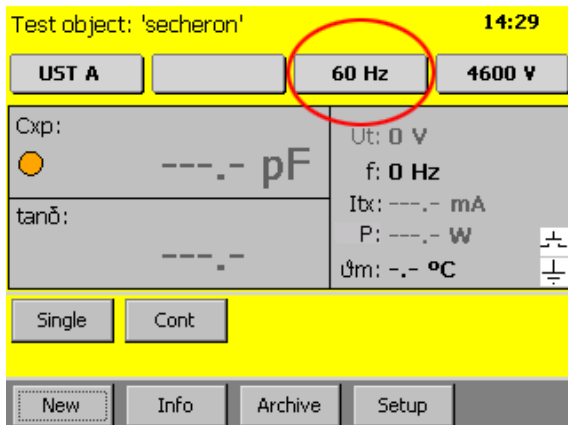 Test object: 'secheron' 14:29
UST A 60 Hz 4600 V
Cxp:
---.- pF
tanδ:
---.-
Ut: 0 V
f: 0 Hz
Itx: ---.- mA
P: ---.- W
ϑm: -.- ºC
Single Cont
New Info Archive Setup